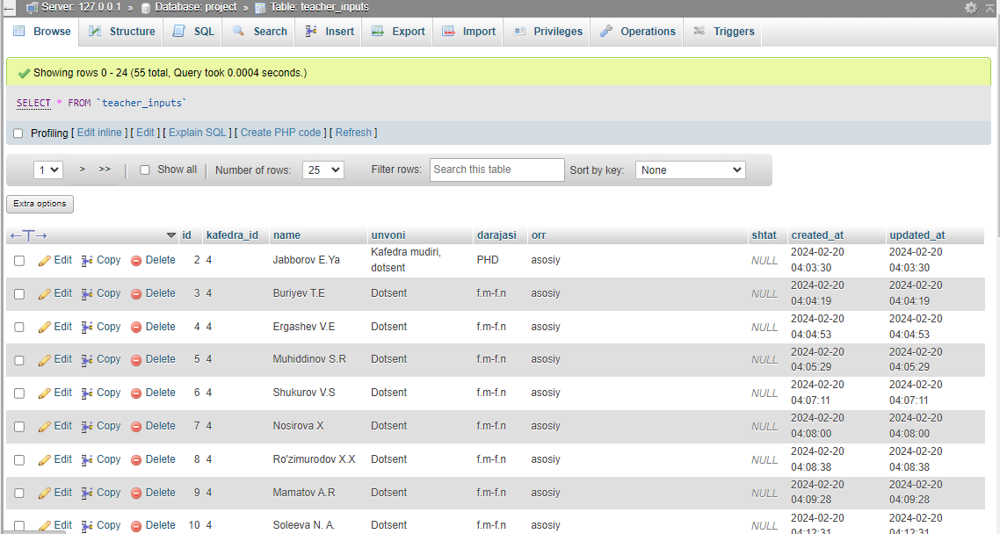 Server: 127.0.0.1 » Database: project » Table: teacher_inputs
Browse Structure SQL Search Insert Export Import Privileges Operations Triggers
Showing rows 0 - 24 (55 total, Query took 0.0004 seconds.)
SELECT * FROM `teacher_inputs`
Profiling [ Edit inline ] [ Edit ] [ Explain SQL ] [ Create PHP code ] [ Refresh ]
1 > >> | Show all | Number of rows: 25 Filter rows: Search this table Sort by key: None
Extra options
←T→ id kafedra_id name unvoni darajasi orr shtat created_at updated_at
Edit Copy Delete 2 4 Jabborov E.Ya Kafedra mudiri, PHD asosiy NULL 2024-02-20 2024-02-20
dotsent 04:03:30 04:03:30
Edit Copy Delete 3 4 Buriyev T.E Dotsent f.m-f.n asosiy NULL 2024-02-20 2024-02-20
04:04:19 04:04:19
Edit Copy Delete 4 4 Ergashev V.E Dotsent f.m-f.n asosiy NULL 2024-02-20 2024-02-20
04:04:53 04:04:53
Edit Copy Delete 5 4 Muhiddinov S.R Dotsent f.m-f.n asosiy NULL 2024-02-20 2024-02-20
04:05:29 04:05:29
Edit Copy Delete 6 4 Shukurov V.S Dotsent f.m-f.n asosiy NULL 2024-02-20 2024-02-20
04:07:11 04:07:11
Edit Copy Delete 7 4 Nosirova X Dotsent f.m-f.n asosiy NULL 2024-02-20 2024-02-20
04:08:00 04:08:00
Edit Copy Delete 8 4 Ro'zimurodov X.X Dotsent f.m-f.n asosiy NULL 2024-02-20 2024-02-20
04:08:38 04:08:38
Edit Copy Delete 9 4 Mamatov A.R Dotsent f.m-f.n asosiy NULL 2024-02-20 2024-02-20
04:09:28 04:09:28
Edit Copy Delete 10 4 Soleeva N. A. Dotsent f.m-f.n asosiy NULL 2024-02-20 2024-02-20
04:12:31 04:12:31